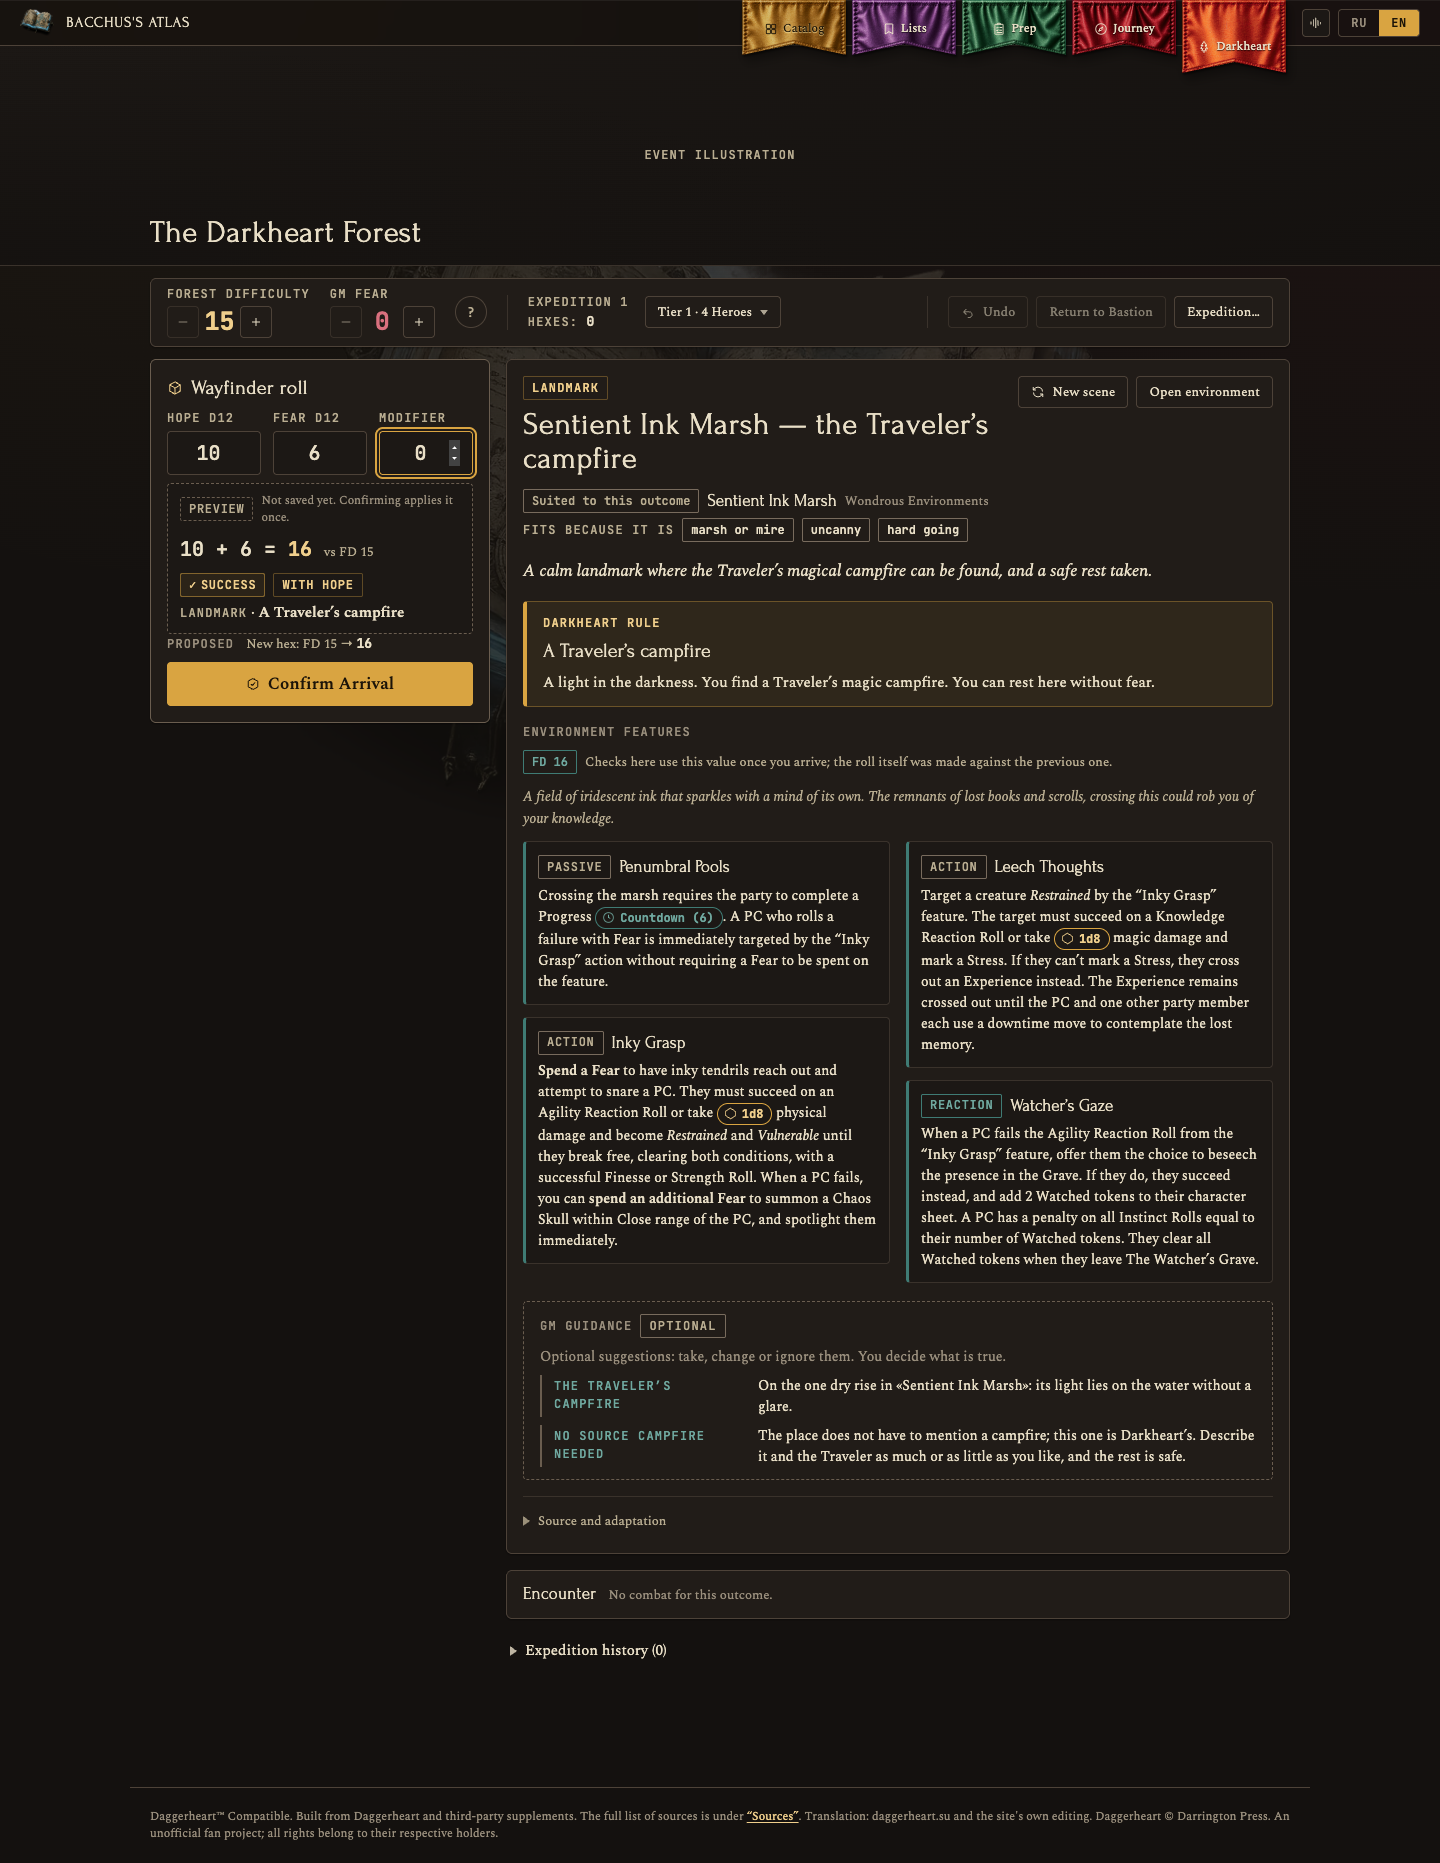 BACCHUS'S ATLAS
Catalog
Lists
Prep
Journey
Darkheart
RU
EN
EVENT ILLUSTRATION
The Darkheart Forest
FOREST DIFFICULTY
− 15 +
GM FEAR
− 0 +
?
EXPEDITION 1
HEXES: 0
Tier 1 · 4 Heroes
Undo
Return to Bastion
Expedition…
Wayfinder roll
HOPE D12
FEAR D12
MODIFIER
10
6
0
PREVIEW
Not saved yet. Confirming applies it
once.
10 + 6 = 16 vs FD 15
✓ SUCCESS
WITH HOPE
LANDMARK · A Traveler’s campfire
PROPOSED New hex: FD 15 → 16
Confirm Arrival
LANDMARK
New scene
Open environment
Sentient Ink Marsh — the Traveler’s
campfire
Suited to this outcome Sentient Ink Marsh Wondrous Environments
FITS BECAUSE IT IS marsh or mire uncanny hard going
A calm landmark where the Traveler’s magical campfire can be found, and a safe rest taken.
DARKHEART RULE
A Traveler’s campfire
A light in the darkness. You find a Traveler’s magic campfire. You can rest here without fear.
ENVIRONMENT FEATURES
FD 16 Checks here use this value once you arrive; the roll itself was made against the previous one.
A field of iridescent ink that sparkles with a mind of its own. The remnants of lost books and scrolls, crossing this could rob you of
your knowledge.
PASSIVE Penumbral Pools
Crossing the marsh requires the party to complete a
Progress Countdown (6). A PC who rolls a
failure with Fear is immediately targeted by the “Inky
Grasp” action without requiring a Fear to be spent on
the feature.
ACTION Inky Grasp
Spend a Fear to have inky tendrils reach out and
attempt to snare a PC. They must succeed on an
Agility Reaction Roll or take 1d8 physical
damage and become Restrained and Vulnerable until
they break free, clearing both conditions, with a
successful Finesse or Strength Roll. When a PC fails,
you can spend an additional Fear to summon a Chaos
Skull within Close range of the PC, and spotlight them
immediately.
ACTION Leech Thoughts
Target a creature Restrained by the “Inky Grasp”
feature. The target must succeed on a Knowledge
Reaction Roll or take 1d8 magic damage and
mark a Stress. If they can’t mark a Stress, they cross
out an Experience instead. The Experience remains
crossed out until the PC and one other party member
each use a downtime move to contemplate the lost
memory.
REACTION Watcher’s Gaze
When a PC fails the Agility Reaction Roll from the
“Inky Grasp” feature, offer them the choice to beseech
the presence in the Grave. If they do, they succeed
instead, and add 2 Watched tokens to their character
sheet. A PC has a penalty on all Instinct Rolls equal to
their number of Watched tokens. They clear all
Watched tokens when they leave The Watcher’s Grave.
GM GUIDANCE OPTIONAL
Optional suggestions: take, change or ignore them. You decide what is true.
THE TRAVELER’S
CAMPFIRE
On the one dry rise in «Sentient Ink Marsh»: its light lies on the water without a
glare.
NO SOURCE CAMPFIRE
NEEDED
The place does not have to mention a campfire; this one is Darkheart’s. Describe
it and the Traveler as much or as little as you like, and the rest is safe.
Source and adaptation
Encounter No combat for this outcome.
Expedition history (0)
Daggerheart™ Compatible. Built from Daggerheart and third-party supplements. The full list of sources is under “Sources”. Translation: daggerheart.su and the site's own editing. Daggerheart © Darrington Press. An
unofficial fan project; all rights belong to their respective holders.